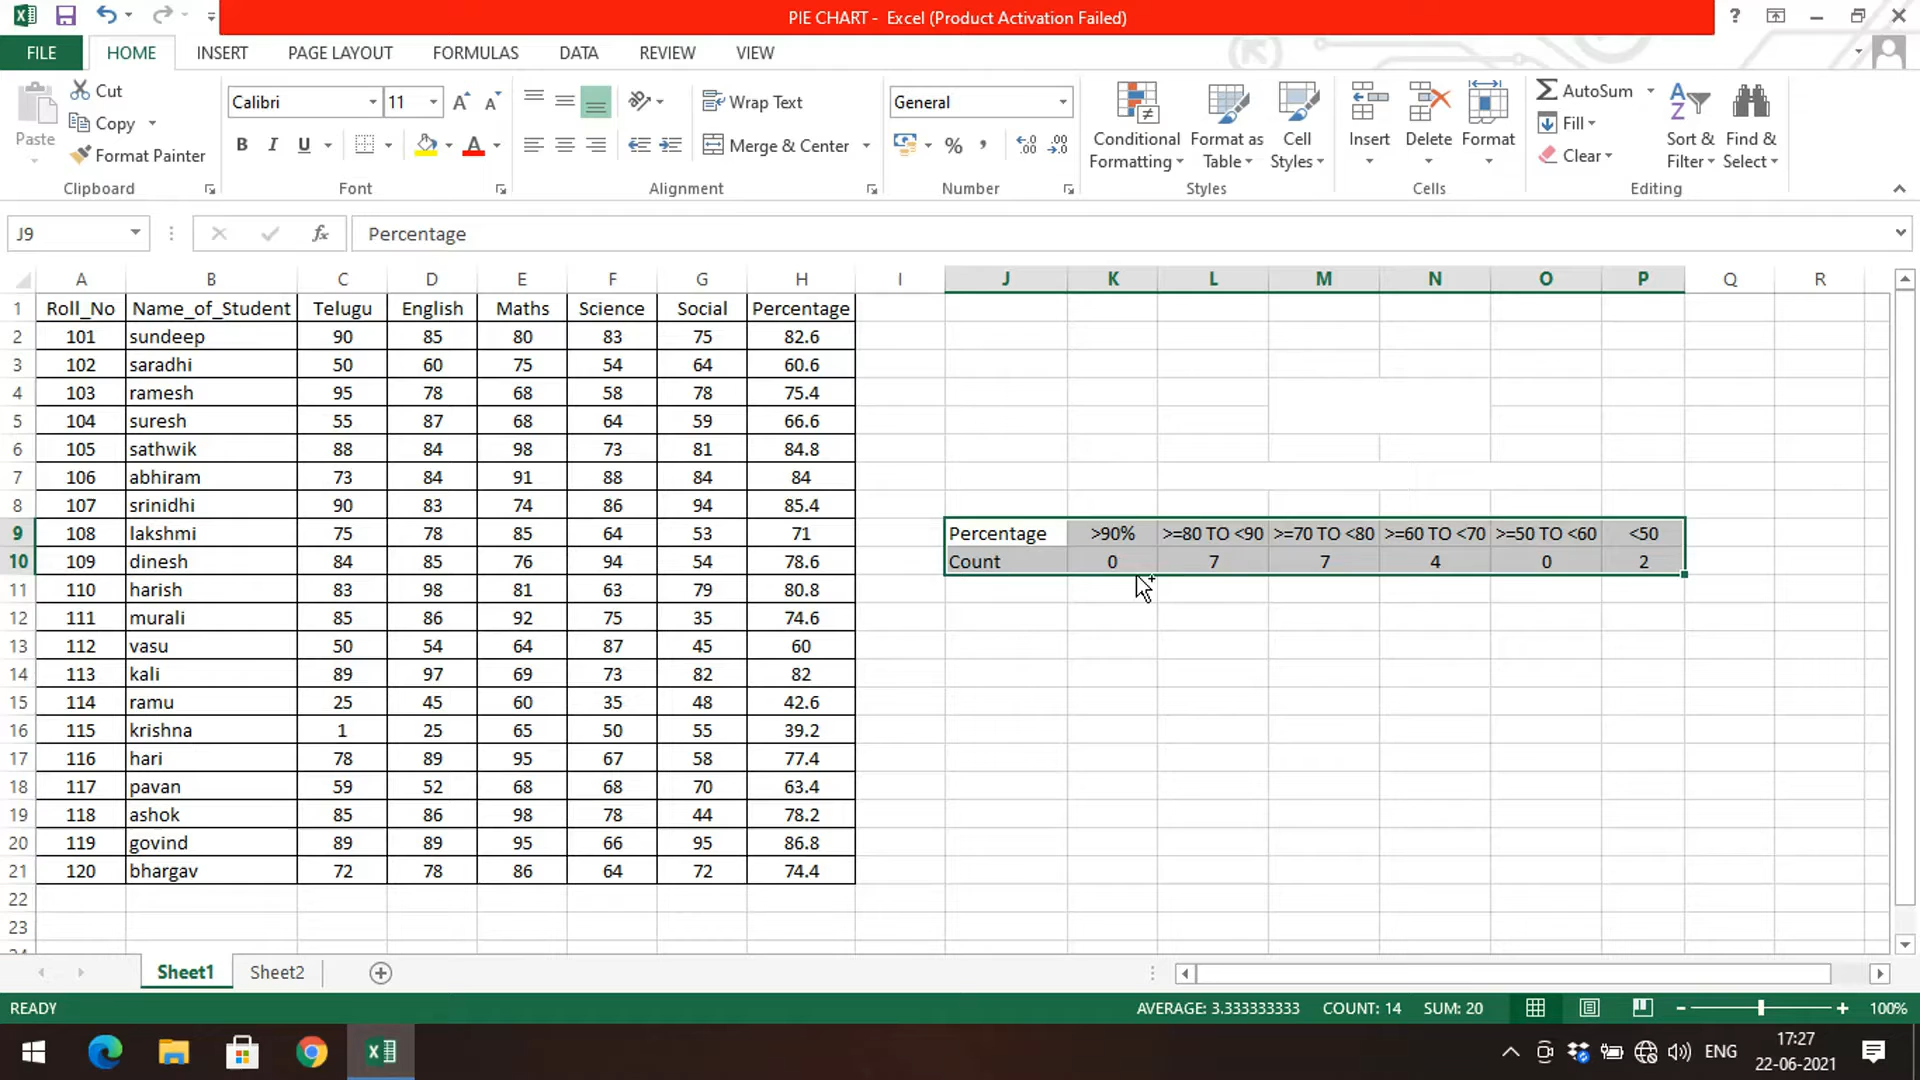 PIE CHART - Excel (Product Activation Failed)
FILE HOME INSERT PAGE LAYOUT FORMULAS DATA REVIEW VIEW
Paste Cut Copy Format Painter Clipboard
Calibri 11 B I U A Font
Wrap Text Merge & Center Alignment
General % Number
Conditional Formatting Format as Table Cell Styles Styles
Insert Delete Format Cells
AutoSum Fill Clear Sort & Filter Find & Select Editing
J9 fx Percentage
A B C D E F G H I J K L M N O P Q R
1 Roll_No Name_of_Student Telugu English Maths Science Social Percentage
2 101 sundeep 90 85 80 83 75 82.6
3 102 saradhi 50 60 75 54 64 60.6
4 103 ramesh 95 78 68 58 78 75.4
5 104 suresh 55 87 68 64 59 66.6
6 105 sathwik 88 84 98 73 81 84.8
7 106 abhiram 73 84 91 88 84 84
8 107 srinidhi 90 83 74 86 94 85.4
9 108 lakshmi 75 78 85 64 53 71 Percentage >90% >=80 TO <90 >=70 TO <80 >=60 TO <70 >=50 TO <60 <50
10 109 dinesh 84 85 76 94 54 78.6 Count 0 7 7 4 0 2
11 110 harish 83 98 81 63 79 80.8
12 111 murali 85 86 92 75 35 74.6
13 112 vasu 50 54 64 87 45 60
14 113 kali 89 97 69 73 82 82
15 114 ramu 25 45 60 35 48 42.6
16 115 krishna 1 25 65 50 55 39.2
17 116 hari 78 89 95 67 58 77.4
18 117 pavan 59 52 68 68 70 63.4
19 118 ashok 85 86 98 78 44 78.2
20 119 govind 89 89 95 66 95 86.8
21 120 bhargav 72 78 86 64 72 74.4
22
23
Sheet1 Sheet2
READY AVERAGE: 3.333333333 COUNT: 14 SUM: 20 100%
ENG 17:27
22-06-2021